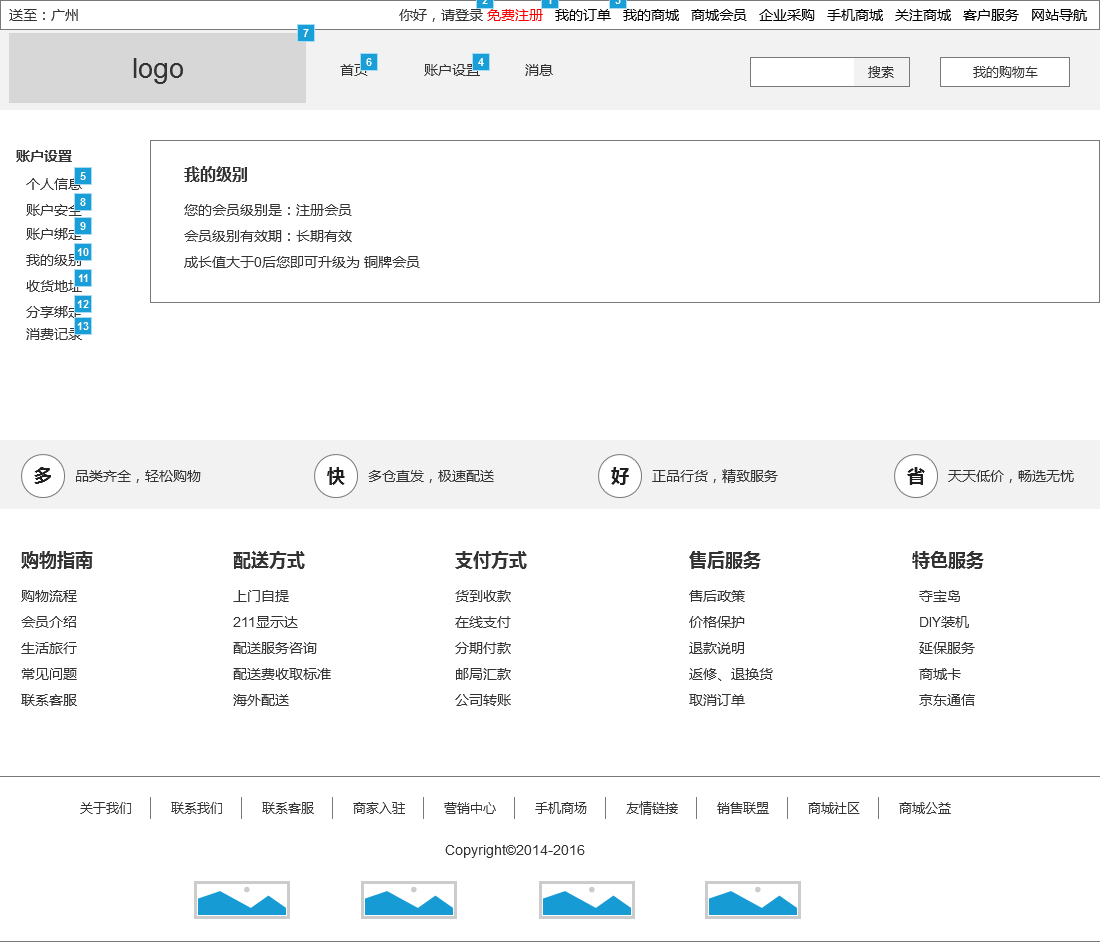 送至：广州 你好，请登录 免费注册 我的订单 我的商城 商城会员 企业采购 手机商城 关注商城 客户服务 网站导航
2 1 3
7
logo 首页 6 账户设置 4 消息 搜索 我的购物车
账户设置
个人信息 5
账户安全 8
账户绑定 9
我的级别 10
收货地址 11
分享绑定 12
消费记录 13
我的级别
您的会员级别是：注册会员
会员级别有效期：长期有效
成长值大于0后您即可升级为 铜牌会员
多 品类齐全，轻松购物 快 多仓直发，极速配送 好 正品行货，精致服务 省 天天低价，畅选无忧
购物指南
购物流程
会员介绍
生活旅行
常见问题
联系客服
配送方式
上门自提
211显示达
配送服务咨询
配送费收取标准
海外配送
支付方式
货到收款
在线支付
分期付款
邮局汇款
公司转账
售后服务
售后政策
价格保护
退款说明
返修、退换货
取消订单
特色服务
夺宝岛
DIY装机
延保服务
商城卡
京东通信
关于我们 联系我们 联系客服 商家入驻 营销中心 手机商场 友情链接 销售联盟 商城社区 商城公益
Copyright©2014-2016